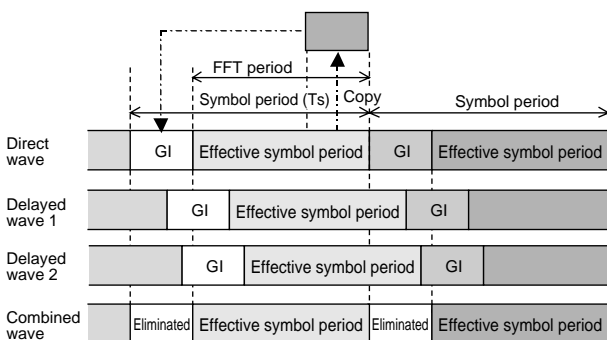 FFT period
Symbol period (Ts)
Copy
Symbol period
Direct
wave
GI
Effective symbol period
GI
Effective symbol period
Delayed
wave 1
GI
Effective symbol period
GI
Delayed
wave 2
GI
Effective symbol period
GI
Combined
wave
Eliminated
Effective symbol period
Eliminated
Effective symbol period